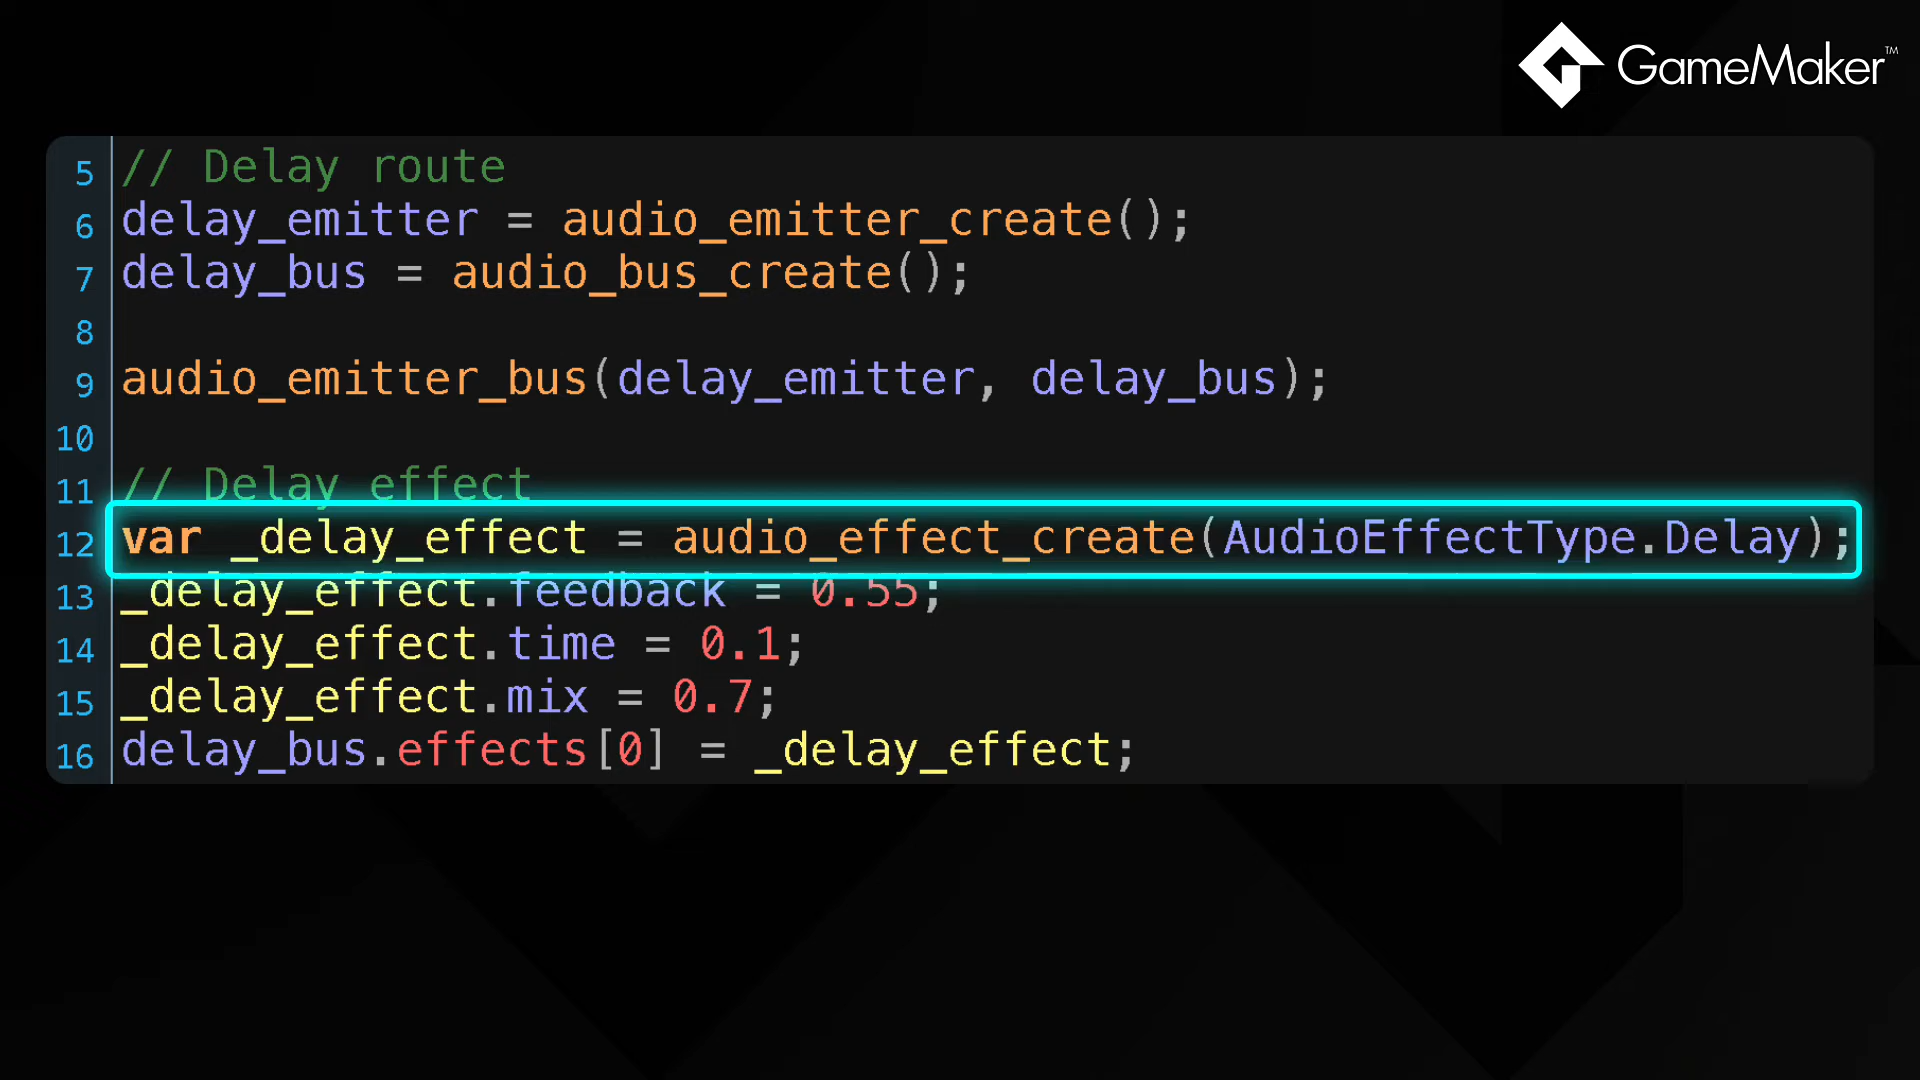 GameMaker™
5 // Delay route
6 delay_emitter = audio_emitter_create();
7 delay_bus = audio_bus_create();
8
9 audio_emitter_bus(delay_emitter, delay_bus);
10
11 // Delay effect
12 var _delay_effect = audio_effect_create(AudioEffectType.Delay);
13 _delay_effect.feedback = 0.55;
14 _delay_effect.time = 0.1;
15 _delay_effect.mix = 0.7;
16 delay_bus.effects[0] = _delay_effect;